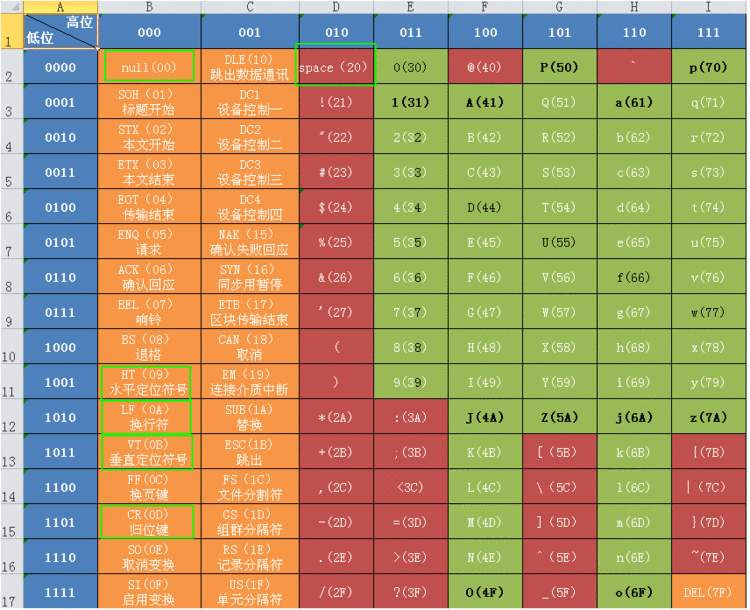 A B C D E F G H I
1 高位 低位 000 001 010 011 100 101 110 111
2 0000 null(00) DLE(10) 跳出数据通讯 space (20) 0(30) @(40) P(50) ` p(70)
3 0001 SOH (01) 标题开始 DC1 设备控制一 !(21) 1(31) A(41) Q(51) a(61) q(71)
4 0010 STX (02) 本文开始 DC2 设备控制二 "(22) 2(32) B(42) R(52) b(62) r(72)
5 0011 ETX (03) 本文结束 DC3 设备控制三 #(23) 3(33) C(43) S(53) c(63) s(73)
6 0100 EOT (04) 传输结束 DC4 设备控制四 $(24) 4(34) D(44) T(54) d(64) t(74)
7 0101 ENQ (05) 请求 NAK (15) 确认失败回应 %(25) 5(35) E(45) U(55) e(65) u(75)
8 0110 ACK (06) 确认回应 SYN (16) 同步用暂停 &(26) 6(36) F(46) V(56) f(66) v(76)
9 0111 BEL (07) 响铃 ETB (17) 区块传输结束 '(27) 7(37) G(47) W(57) g(67) w(77)
10 1000 BS (08) 退格 CAN (18) 取消 ( 8(38) H(48) X(58) h(68) x(78)
11 1001 HT (09) 水平定位符号 EM (19) 连接介质中断 ) 9(39) I(49) Y(59) i(69) y(79)
12 1010 LF (0A) 换行符 SUB(1A) 替换 *(2A) :(3A) J(4A) Z(5A) j(6A) z(7A)
13 1011 VT(0B) 垂直定位符号 ESC(1B) 跳出 +(2B) ;(3B) K(4B) [ (5B) k(6B) {(7B)
14 1100 FF(0C) 换页键 FS (1C) 文件分割符 ,(2C) <3C) L(4C) \ (5C) l(6C) | (7C)
15 1101 CR(0D) 归位键 GS (1D) 组群分隔符 -(2D) =(3D) M(4D) ] (5D) m(6D) }(7D)
16 1110 SO(0E) 取消变换 RS (1E) 记录分隔符 .(2E) >(3E) N(4E) ^ (5E) n(6E) ~(7E)
17 1111 SI(0F) 启用变换 US(1F) 单元分隔符 /(2F) ?(3F) O(4F) _(5F) o(6F) DEL(7F)